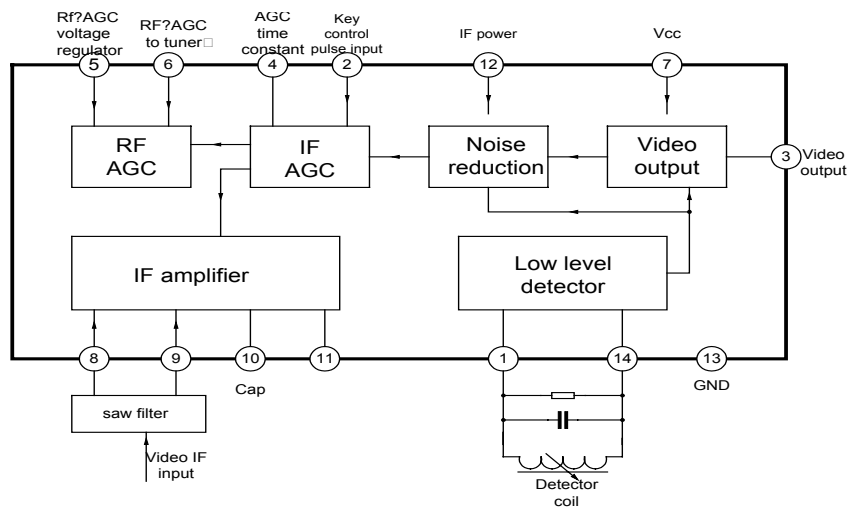 Rf?AGC
voltage
regulator
RF?AGC
to tuner□
AGC
time
constant
Key
control
pulse input
IF power
Vcc
5
6
4
2
12
7
RF
AGC
IF
AGC
Noise
reduction
Video
output
3
Video
output
IF amplifier
Low level
detector
8
9
10
11
1
14
13
Cap
GND
saw filter
Video IF
input
Detector
coil